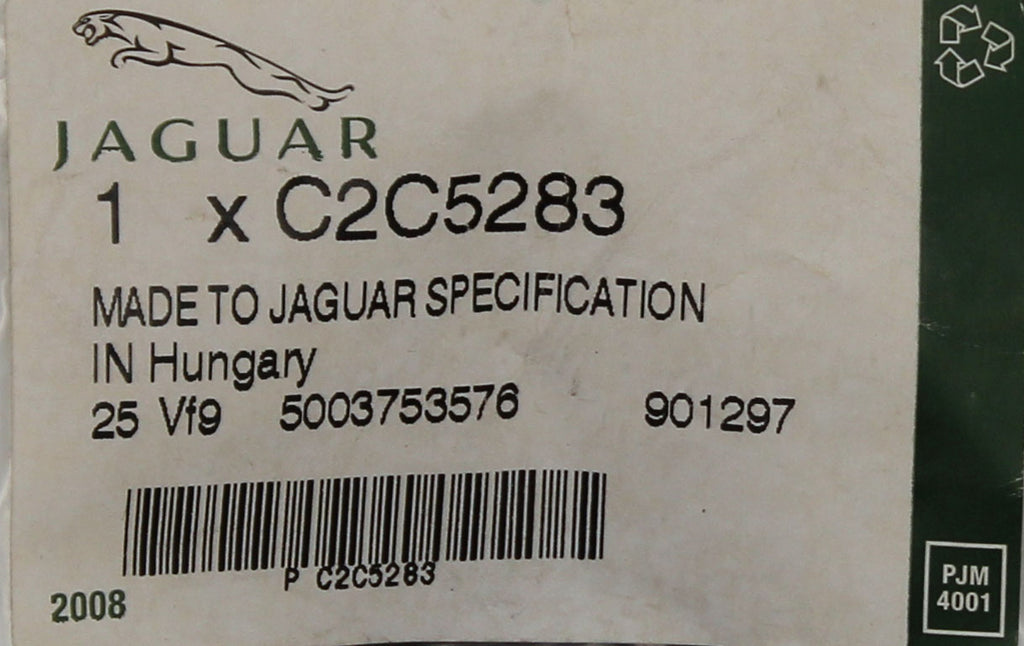 JAGUAR
1 x C2C5283
MADE TO JAGUAR SPECIFICATION
IN Hungary
25 Vf9 5003753576 901297
P C2C5283
2008
PJM
4001